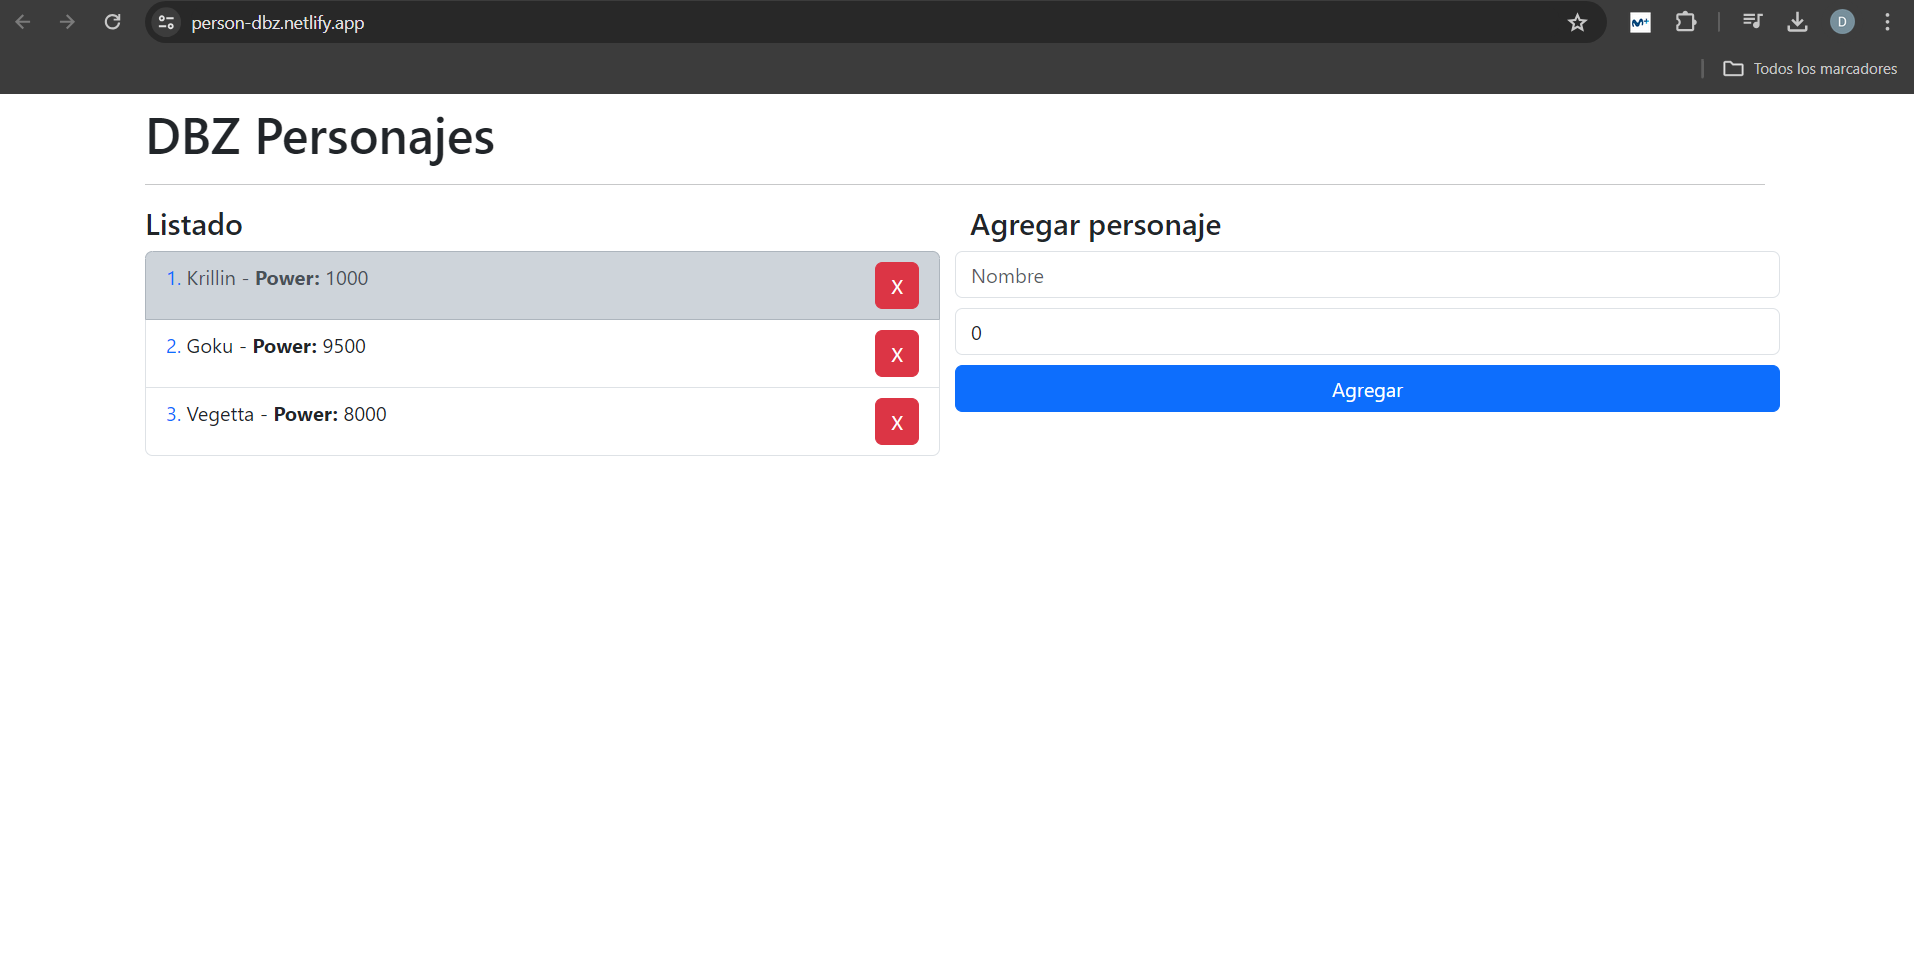 person-dbz.netlify.app
D
Todos los marcadores
DBZ Personajes
Listado
1. Krillin - Power: 1000
X
2. Goku - Power: 9500
X
3. Vegetta - Power: 8000
X
Agregar personaje
Nombre
0
Agregar